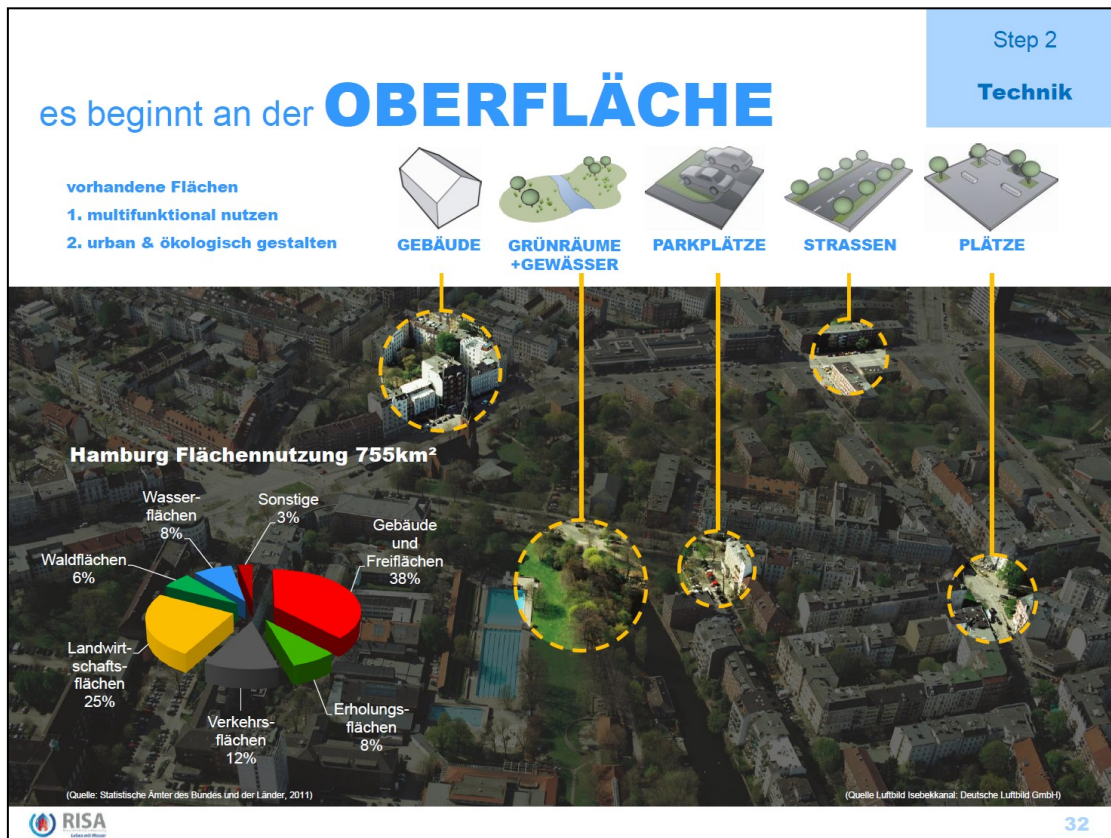 Step 2
Technik
es beginnt an der OBERFLÄCHE
vorhandene Flächen
1. multifunktional nutzen
2. urban & ökologisch gestalten
GEBÄUDE
GRÜNRÄUME
+GEWÄSSER
PARKPLÄTZE
STRASSEN
PLÄTZE
Hamburg Flächennutzung 755km²
Wasser-
flächen
8%
Sonstige
3%
Gebäude
und
Freiflächen
38%
Waldflächen
6%
Landwirt-
schafts-
flächen
25%
Verkehrs-
flächen
12%
Erholungs-
flächen
8%
(Quelle: Statistische Ämter des Bundes und der Länder, 2011)
(Quelle Luftbild Isebekkanal: Deutsche Luftbild GmbH)
RISA
Leben mit Wasser
32